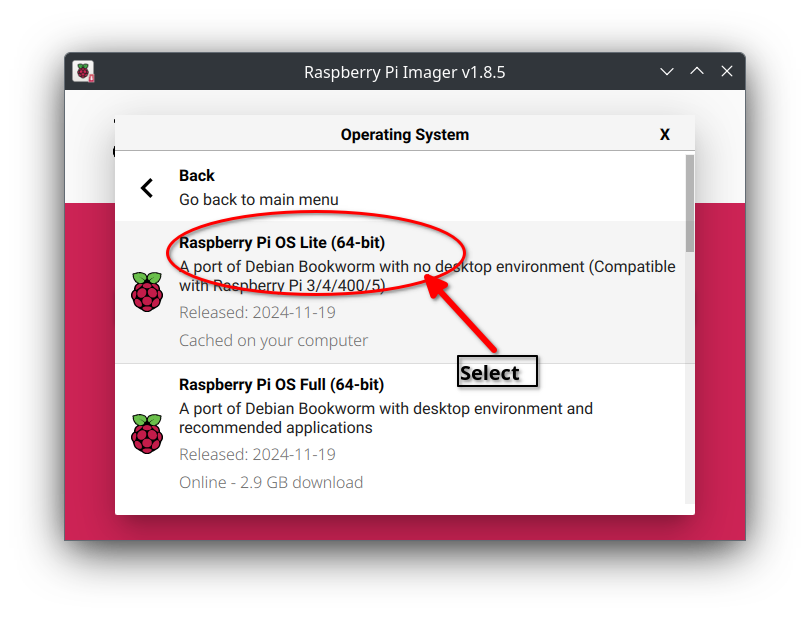 Raspberry Pi Imager v1.8.5
Operating System
X
Back
Go back to main menu
Raspberry Pi OS Lite (64-bit)
A port of Debian Bookworm with no desktop environment (Compatible
with Raspberry Pi 3/4/400/5)
Released: 2024-11-19
Cached on your computer
Select
Raspberry Pi OS Full (64-bit)
A port of Debian Bookworm with desktop environment and
recommended applications
Released: 2024-11-19
Online - 2.9 GB download